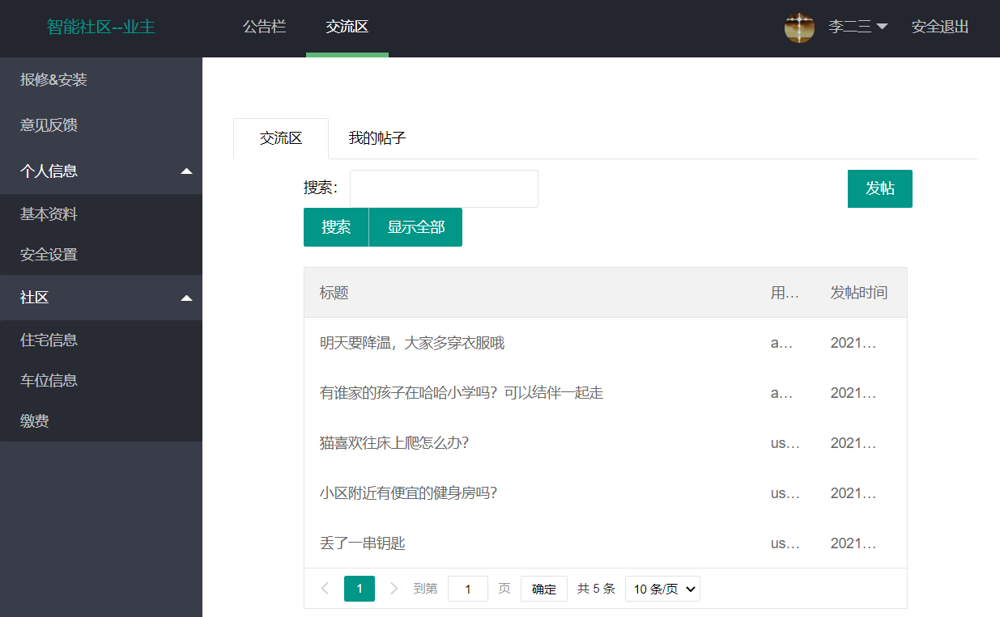 智能社区--业主 公告栏 交流区 李二三 安全退出
报修&安装
意见反馈
个人信息
基本资料
安全设置
社区
住宅信息
车位信息
缴费
交流区 我的帖子
搜索： 发帖
搜索 显示全部
标题 用... 发帖时间
明天要降温，大家多穿衣服哦 a... 2021...
有谁家的孩子在哈哈小学吗？可以结伴一起走 a... 2021...
猫喜欢往床上爬怎么办？ us... 2021...
小区附近有便宜的健身房吗？ us... 2021...
丢了一串钥匙 us... 2021...
1 到第 1 页 确定 共 5 条 10 条/页